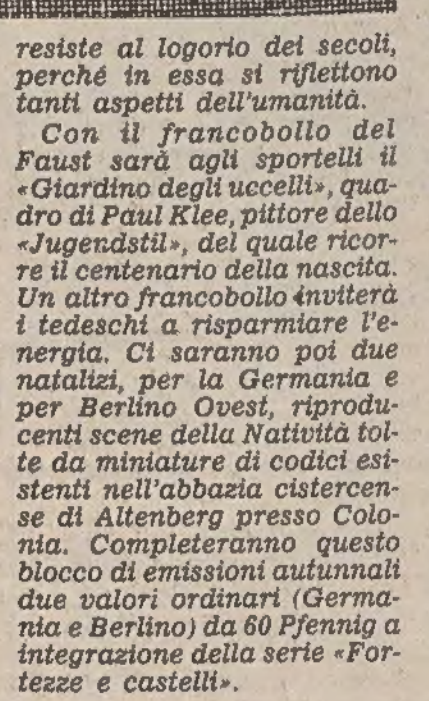 resiste al logorio dei secoli,
perché in essa si riflettono
tanti aspetti dell'umanità.
Con il francobollo del
Faust sarà agli sportelli il
«Giardino degli uccelli», qua-
dro di Paul Klee, pittore dello
«Jugendstil», del quale ricor-
re il centenario della nascita.
Un altro francobollo inviterà
i tedeschi a risparmiare l'e-
nergia. Ci saranno poi due
natalizi, per la Germania e
per Berlino Ovest, riprodu-
centi scene della Natività tol-
te da miniature di codici esi-
stenti nell'abbazia cistercen-
se di Altenberg presso Colo-
nia. Completeranno questo
blocco di emissioni autunnali
due valori ordinari (Germa-
nia e Berlino) da 60 Pfennig a
integrazione della serie «For-
tezze e castelli».